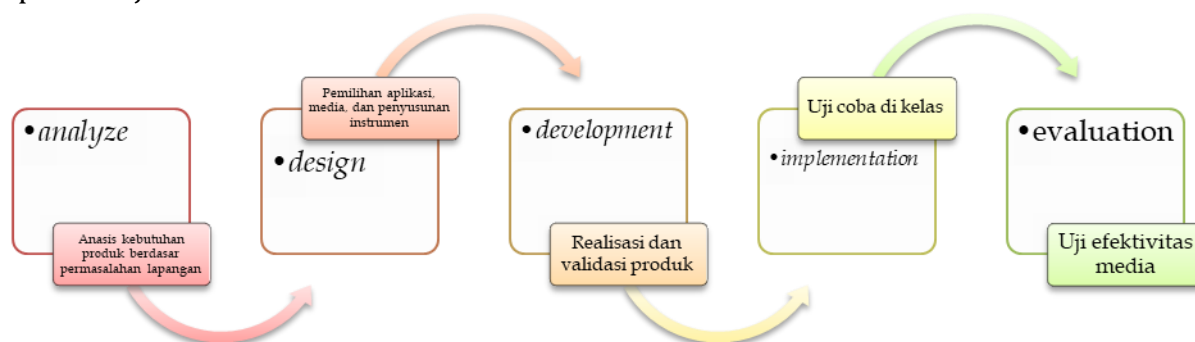 •analyze
Anasis kebutuhan
produk berdasar
permasalahan lapangan
Pemilihan aplikasi,
media, dan penyusunan
instrumen
•design
•development
Realisasi dan
validasi produk
Uji coba di kelas
•implementation
•evaluation
Uji efektivitas
media